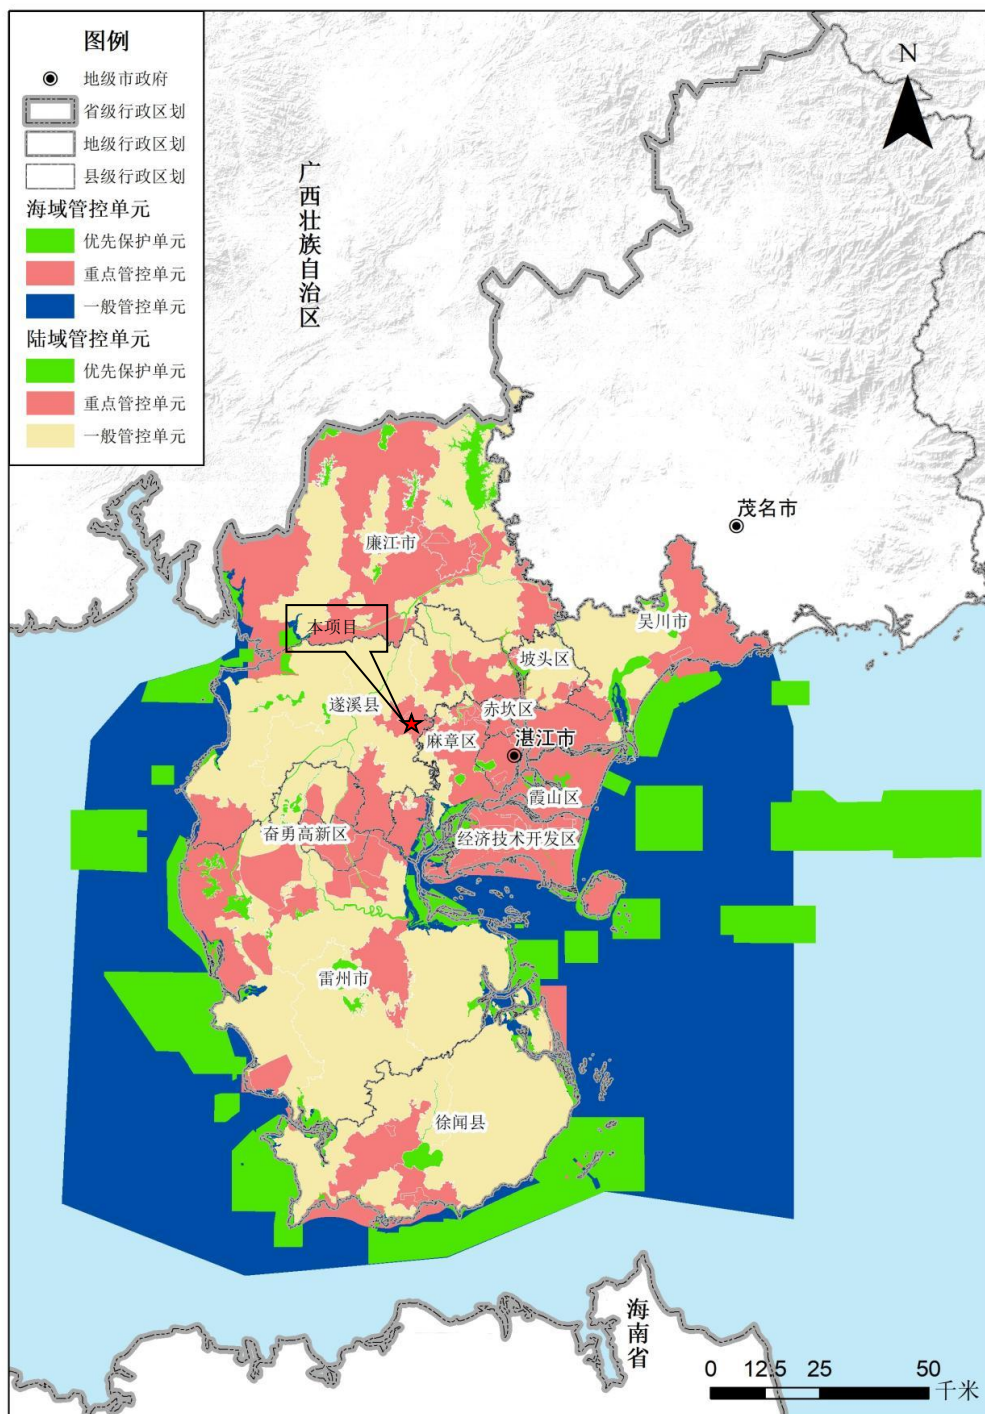 图例
地级市政府
省级行政区划
地级行政区划
县级行政区划
海域管控单元
优先保护单元
重点管控单元
一般管控单元
陆域管控单元
优先保护单元
重点管控单元
一般管控单元
N
广西壮族自治区
茂名市
廉江市
本项目
吴川市
坡头区
遂溪县
赤坎区
麻章区
湛江市
霞山区
奋勇高新区
经济技术开发区
雷州市
徐闻县
海南省
0 12.5 25 50
千米